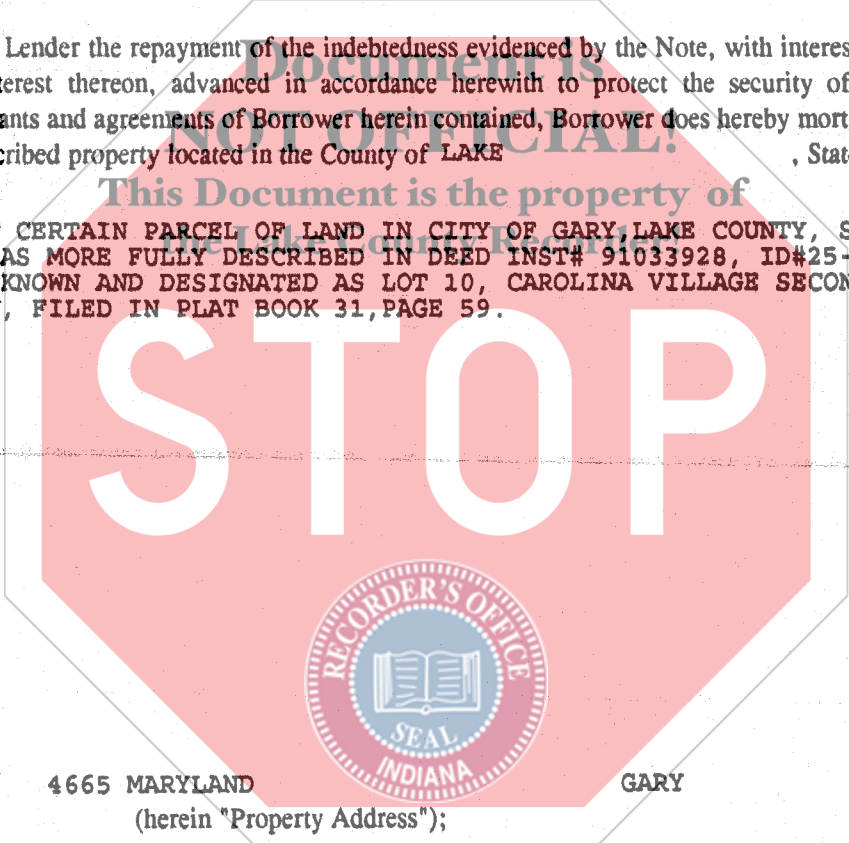 Lender the repayment of the indebtedness evidenced by the Note, with interes
erest thereon, advanced in accordance herewith to protect the security of
ants and agreements of Borrower herein contained, Borrower does hereby mort
cribed property located in the County of LAKE , Stat
Document is
NOT OFFICIAL!
This Document is the property of
the Lake County Recorder!
CERTAIN PARCEL OF LAND IN CITY OF GARY, LAKE COUNTY, S
AS MORE FULLY DESCRIBED IN DEED INST# 91033928, ID#25-
KNOWN AND DESIGNATED AS LOT 10, CAROLINA VILLAGE SECON
, FILED IN PLAT BOOK 31, PAGE 59.
STOP
RECORDER'S OFFICE
SEAL
INDIANA
4665 MARYLAND GARY
(herein "Property Address");